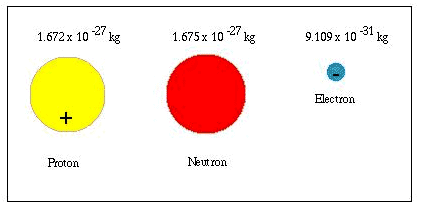 1.672 x 10 -27 kg
1.675 x 10 -27 kg
9.109 x 10 -31 kg
+
-
Electron
Proton
Neutron